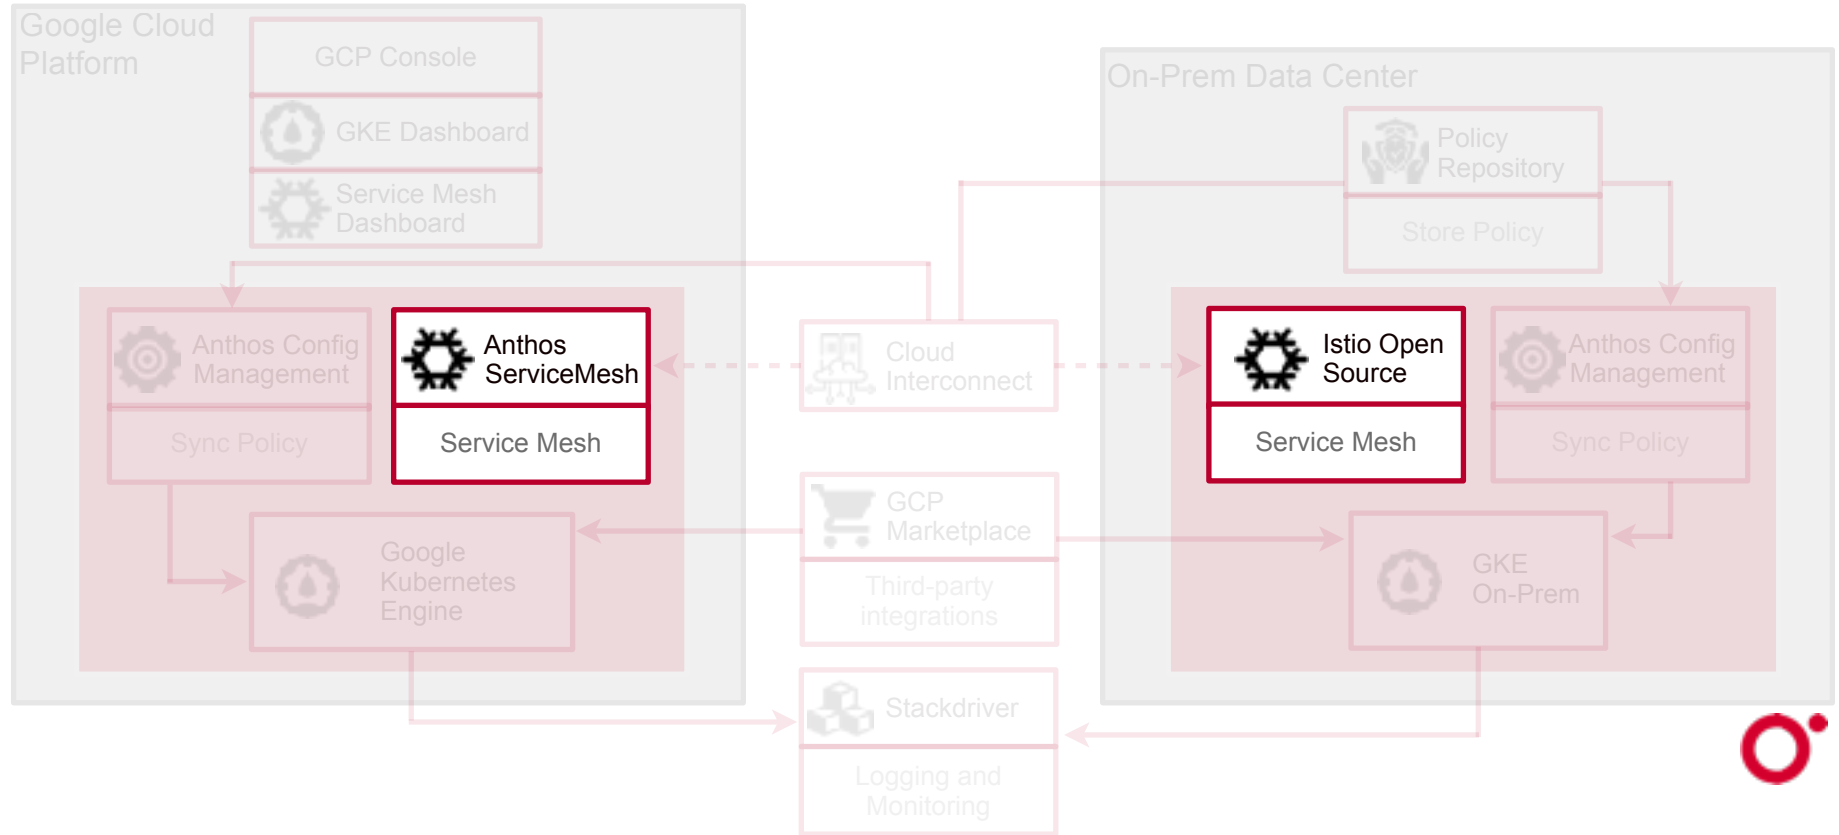 Google Cloud
Platform
GCP Console
GKE Dashboard
Service Mesh
Dashboard
Anthos Config
Management
Sync Policy
Anthos
ServiceMesh
Service Mesh
Google
Kubernetes
Engine
Cloud
Interconnect
GCP
Marketplace
Third-party
integrations
Stackdriver
Logging and
Monitoring
On-Prem Data Center
Policy
Repository
Store Policy
Istio Open
Source
Service Mesh
Anthos Config
Management
Sync Policy
GKE
On-Prem